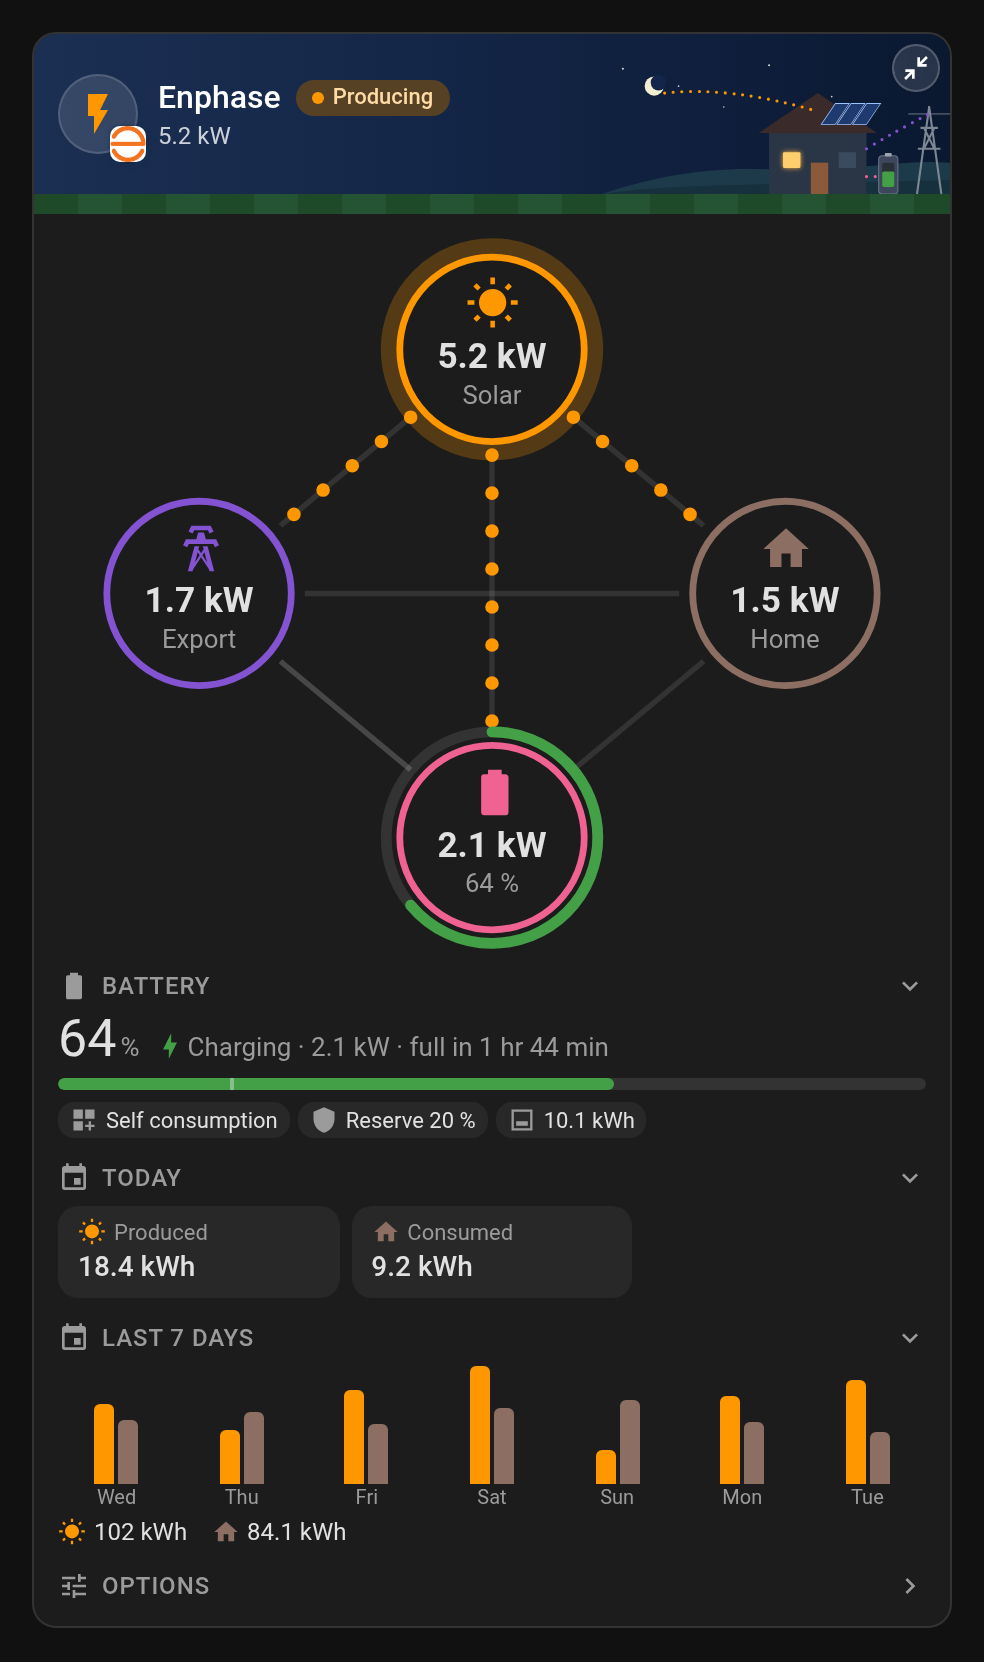 Enphase
Producing
5.2 kW
5.2 kW
Solar
1.7 kW
Export
1.5 kW
Home
2.1 kW
64 %
BATTERY
64 % Charging · 2.1 kW · full in 1 hr 44 min
Self consumption Reserve 20 % 10.1 kWh
TODAY
Produced
18.4 kWh
Consumed
9.2 kWh
LAST 7 DAYS
Wed Thu Fri Sat Sun Mon Tue
102 kWh 84.1 kWh
OPTIONS